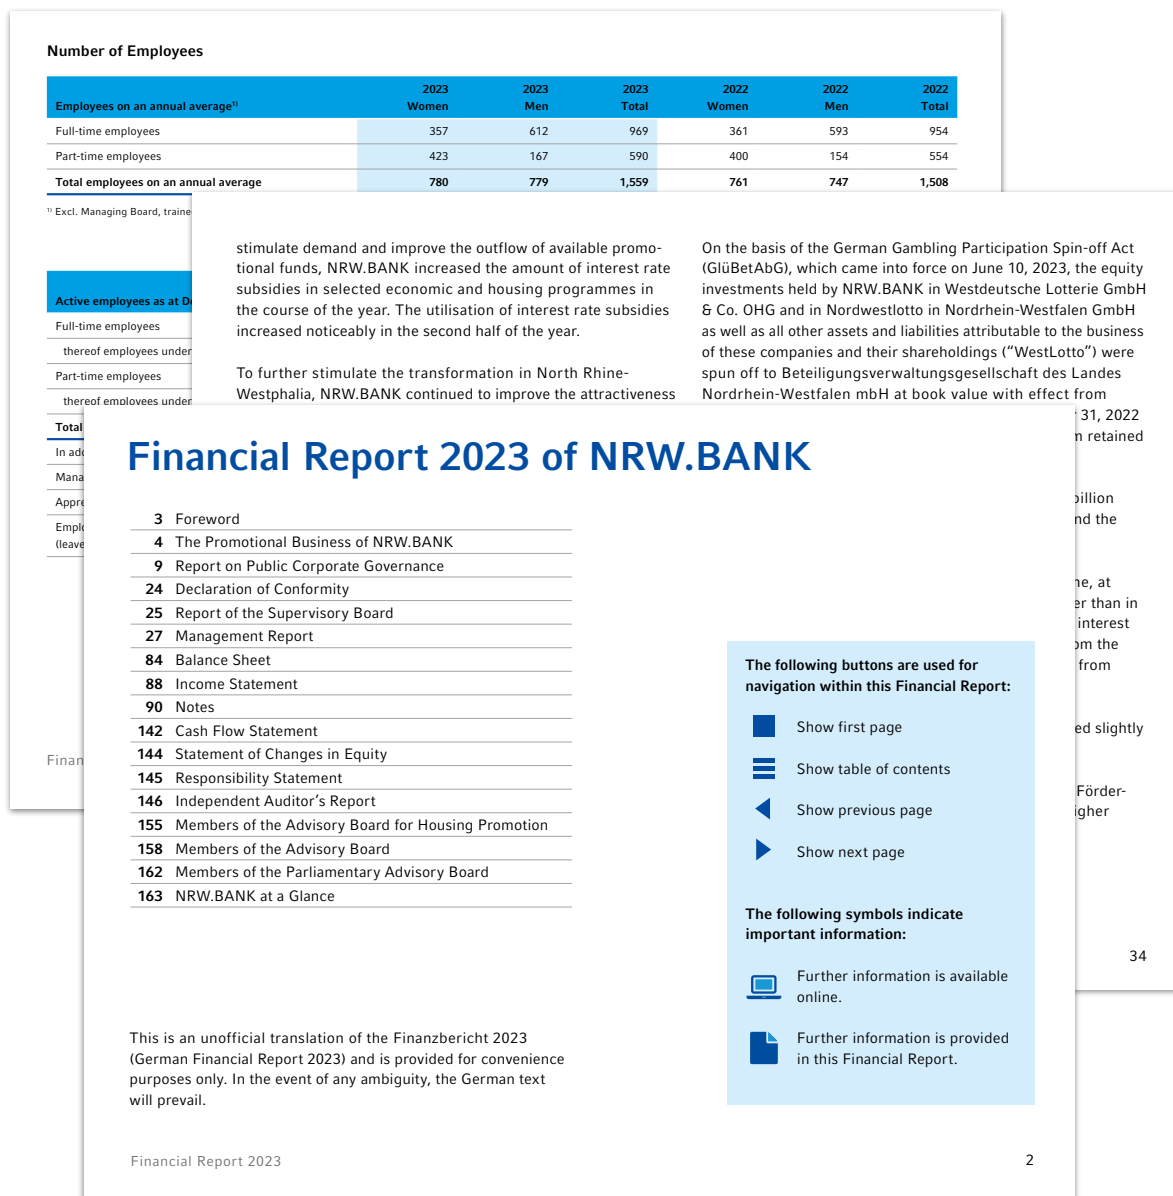 Number of Employees
Employees on an annual average¹⁾ 2023 Women 2023 Men 2023 Total 2022 Women 2022 Men 2022 Total
Full-time employees 357 612 969 361 593 954
Part-time employees 423 167 590 400 154 554
Total employees on an annual average 780 779 1,559 761 747 1,508
¹⁾ Excl. Managing Board,
Active employees as at
Full-time employees
thereof employees
Part-time employees
thereof employees
Total
In
(leave
stimulate demand and improve the outflow of available promo-
tional funds, NRW.BANK increased the amount of interest rate
subsidies in selected economic and housing programmes in
the course of the year. The utilisation of interest rate subsidies
increased noticeably in the second half of the year.
To further stimulate the transformation in North Rhine-
Westphalia, NRW.BANK continued to improve the attractiveness
On the basis of the German Gambling Participation Spin-off Act
(GlüBetAbG), which came into force on June 10, 2023, the equity
investments held by NRW.BANK in Westdeutsche Lotterie GmbH
& Co. OHG and in Nordwestlotto in Nordrhein-Westfalen GmbH
as well as all other assets and liabilities attributable to the business
of these companies and their shareholdings (“WestLotto”) were
spun off to Beteiligungsverwaltungsgesellschaft des Landes
Nordrhein-Westfalen mbH at book value with effect from
31, 2022
retained
the
at
than in
interest
the
from
slightly
Förder-
34
Financial Report 2023 of NRW.BANK
3 Foreword
4 The Promotional Business of NRW.BANK
9 Report on Public Corporate Governance
24 Declaration of Conformity
25 Report of the Supervisory Board
27 Management Report
84 Balance Sheet
88 Income Statement
90 Notes
142 Cash Flow Statement
144 Statement of Changes in Equity
145 Responsibility Statement
146 Independent Auditor’s Report
155 Members of the Advisory Board for Housing Promotion
158 Members of the Advisory Board
162 Members of the Parliamentary Advisory Board
163 NRW.BANK at a Glance
The following buttons are used for
navigation within this Financial Report:
Show first page
Show table of contents
Show previous page
Show next page
The following symbols indicate
important information:
Further information is available
online.
Further information is provided
in this Financial Report.
This is an unofficial translation of the Finanzbericht 2023
(German Financial Report 2023) and is provided for convenience
purposes only. In the event of any ambiguity, the German text
will prevail.
Financial Report 2023
2